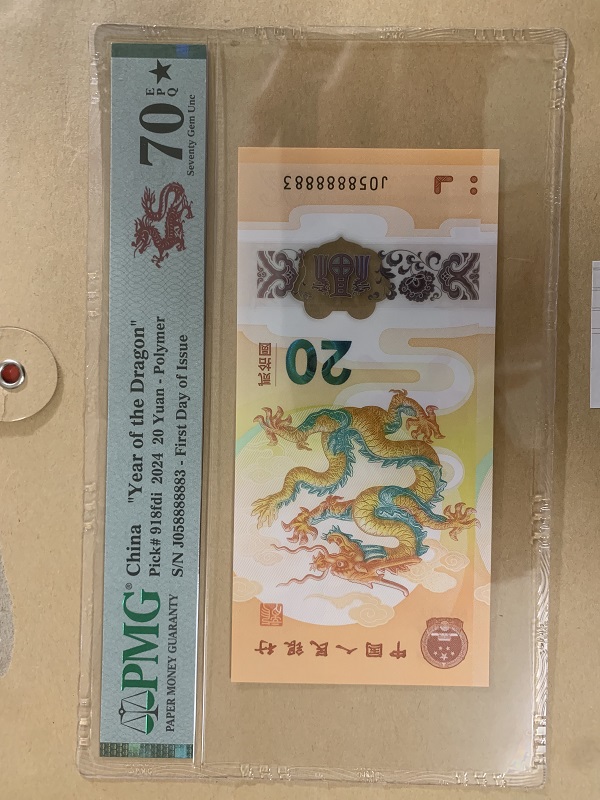 PMG®
PAPER MONEY GUARANTY
China "Year of the Dragon"
Pick# 918fdi 2024 20 Yuan - Polymer
S/N J058888883 - First Day of Issue
70 EPQ ★
Seventy Gem Unc
中国人民银行
20
贰拾圆
J058888883